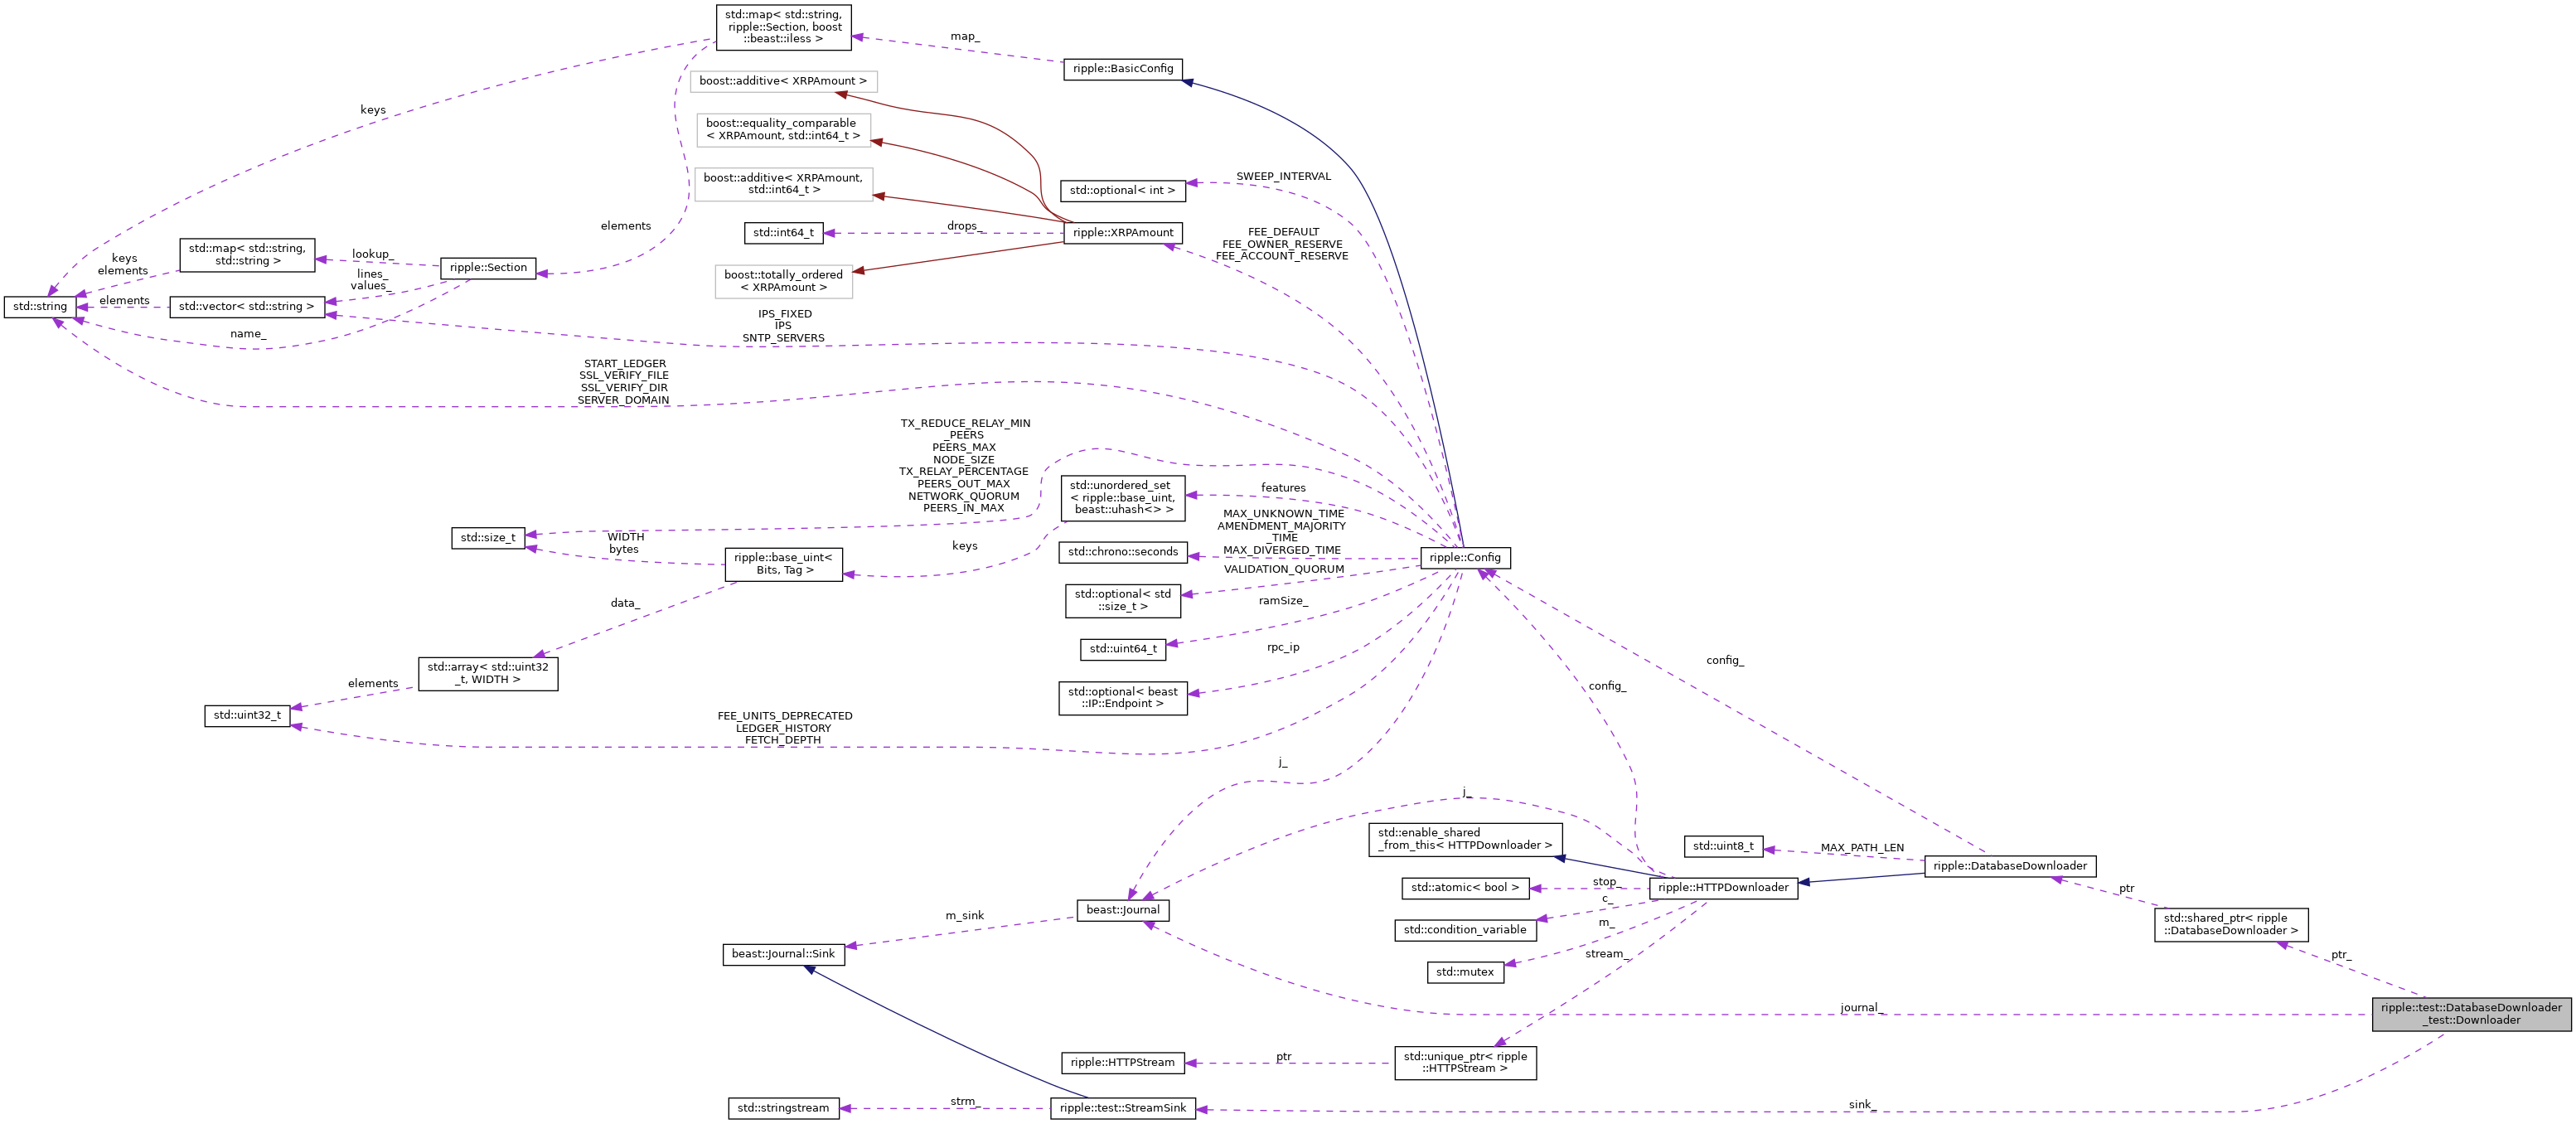 std::map< std::string,
ripple::Section, boost
::beast::iless >
map_
ripple::BasicConfig
boost::additive< XRPAmount >
keys
boost::equality_comparable
< XRPAmount, std::int64_t >
boost::additive< XRPAmount,
std::int64_t >
std::optional< int >
SWEEP_INTERVAL
elements
std::int64_t
drops_
ripple::XRPAmount
FEE_DEFAULT
FEE_OWNER_RESERVE
FEE_ACCOUNT_RESERVE
std::map< std::string,
std::string >
keys
elements
lookup_
lines_
values_
ripple::Section
boost::totally_ordered
< XRPAmount >
std::string
elements
std::vector< std::string >
name_
IPS_FIXED
IPS
SNTP_SERVERS
START_LEDGER
SSL_VERIFY_FILE
SSL_VERIFY_DIR
SERVER_DOMAIN
TX_REDUCE_RELAY_MIN
_PEERS
PEERS_MAX
NODE_SIZE
TX_RELAY_PERCENTAGE
PEERS_OUT_MAX
NETWORK_QUORUM
PEERS_IN_MAX
std::unordered_set
< ripple::base_uint,
beast::uhash<> >
features
std::size_t
WIDTH
bytes
ripple::base_uint<
Bits, Tag >
keys
std::chrono::seconds
MAX_UNKNOWN_TIME
AMENDMENT_MAJORITY
_TIME
MAX_DIVERGED_TIME
ripple::Config
VALIDATION_QUORUM
std::optional< std
::size_t >
data_
ramSize_
std::uint64_t
rpc_ip
std::array< std::uint32
_t, WIDTH >
elements
std::optional< beast
::IP::Endpoint >
std::uint32_t
FEE_UNITS_DEPRECATED
LEDGER_HISTORY
FETCH_DEPTH
config_
config_
j_
j_
std::enable_shared
_from_this< HTTPDownloader >
std::uint8_t
MAX_PATH_LEN
ripple::DatabaseDownloader
std::atomic< bool >
stop_
ripple::HTTPDownloader
ptr
c_
beast::Journal
m_sink
std::condition_variable
m_
std::shared_ptr< ripple
::DatabaseDownloader >
beast::Journal::Sink
stream_
ptr_
std::mutex
journal_
ripple::test::DatabaseDownloader
_test::Downloader
ripple::HTTPStream
ptr
std::unique_ptr< ripple
::HTTPStream >
std::stringstream
strm_
ripple::test::StreamSink
sink_